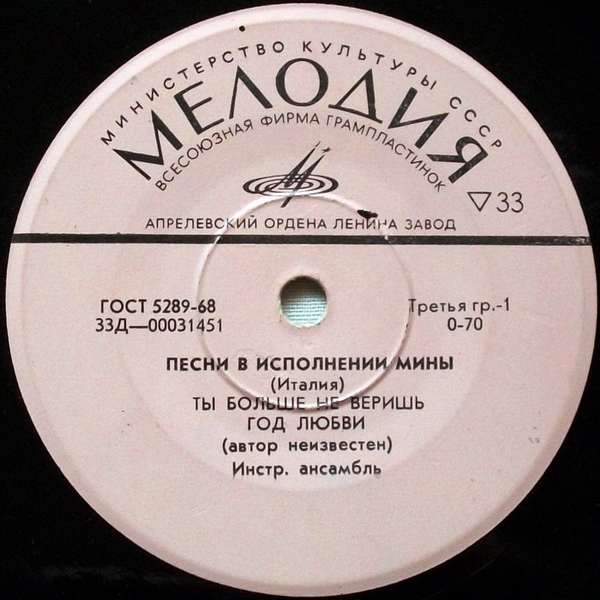 МИНИСТЕРСТВО КУЛЬТУРЫ СССР
МЕЛОДИЯ
ВСЕСОЮЗНАЯ ФИРМА ГРАМПЛАСТИНОК
▽33
АПРЕЛЕВСКИЙ ОРДЕНА ЛЕНИНА ЗАВОД
ГОСТ 5289-68
Третья гр.-1
33Д—00031451
0-70
ПЕСНИ В ИСПОЛНЕНИИ МИНЫ
(Италия)
ТЫ БОЛЬШЕ НЕ ВЕРИШЬ
ГОД ЛЮБВИ
(автор неизвестен)
Инстр. ансамбль